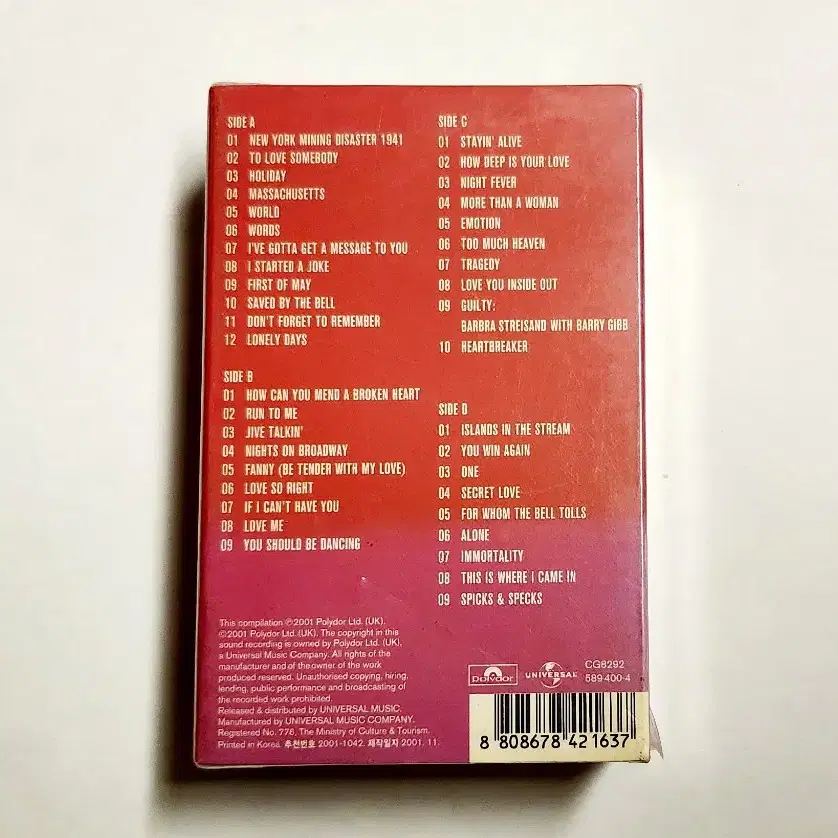 SIDE A
01 NEW YORK MINING DISASTER 1941
02 TO LOVE SOMEBODY
03 HOLIDAY
04 MASSACHUSETTS
05 WORLD
06 WORDS
07 I'VE GOTTA GET A MESSAGE TO YOU
08 I STARTED A JOKE
09 FIRST OF MAY
10 SAVED BY THE BELL
11 DON'T FORGET TO REMEMBER
12 LONELY DAYS
SIDE B
01 HOW CAN YOU MEND A BROKEN HEART
02 RUN TO ME
03 JIVE TALKIN'
04 NIGHTS ON BROADWAY
05 FANNY (BE TENDER WITH MY LOVE)
06 LOVE SO RIGHT
07 IF I CAN'T HAVE YOU
08 LOVE ME
09 YOU SHOULD BE DANCING
SIDE C
01 STAYIN' ALIVE
02 HOW DEEP IS YOUR LOVE
03 NIGHT FEVER
04 MORE THAN A WOMAN
05 EMOTION
06 TOO MUCH HEAVEN
07 TRAGEDY
08 LOVE YOU INSIDE OUT
09 GUILTY:
BARBRA STREISAND WITH BARRY GIBB
10 HEARTBREAKER
SIDE D
01 ISLANDS IN THE STREAM
02 YOU WIN AGAIN
03 ONE
04 SECRET LOVE
05 FOR WHOM THE BELL TOLLS
06 ALONE
07 IMMORTALITY
08 THIS IS WHERE I CAME IN
09 SPICKS & SPECKS
This compilation ℗2001 Polydor Ltd. (UK).
©2001 Polydor Ltd. (UK). The copyright in this
sound recording is owned by Polydor Ltd. (UK),
a Universal Music Company. All rights of the
manufacturer and of the owner of the work
produced reserved. Unauthorised copying, hiring,
lending, public performance and broadcasting of
the recorded work prohibited.
Released & distributed by UNIVERSAL MUSIC.
Manufactured by UNIVERSAL MUSIC COMPANY.
Registered No. 776, The Ministry of Culture & Tourism.
Printed in Korea. 추천번호 2001-1042. 제작일자 2001. 11.
polydor
UNIVERSAL
CG8292
589 400-4
8 808678 421637